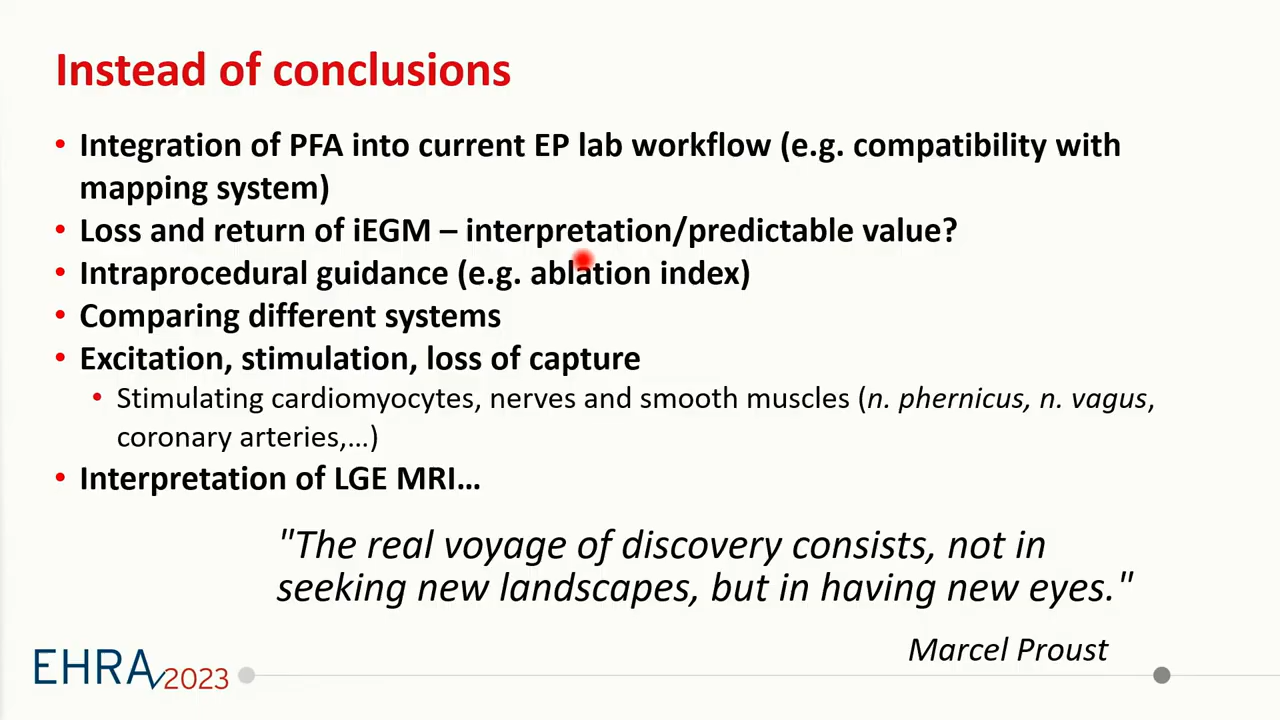 Instead of conclusions
• Integration of PFA into current EP lab workflow (e.g. compatibility with
mapping system)
• Loss and return of iEGM – interpretation/predictable value?
• Intraprocedural guidance (e.g. ablation index)
• Comparing different systems
• Excitation, stimulation, loss of capture
• Stimulating cardiomyocytes, nerves and smooth muscles (n. phernicus, n. vagus,
coronary arteries,…)
• Interpretation of LGE MRI…
"The real voyage of discovery consists, not in
seeking new landscapes, but in having new eyes."
Marcel Proust
EHRA 2023